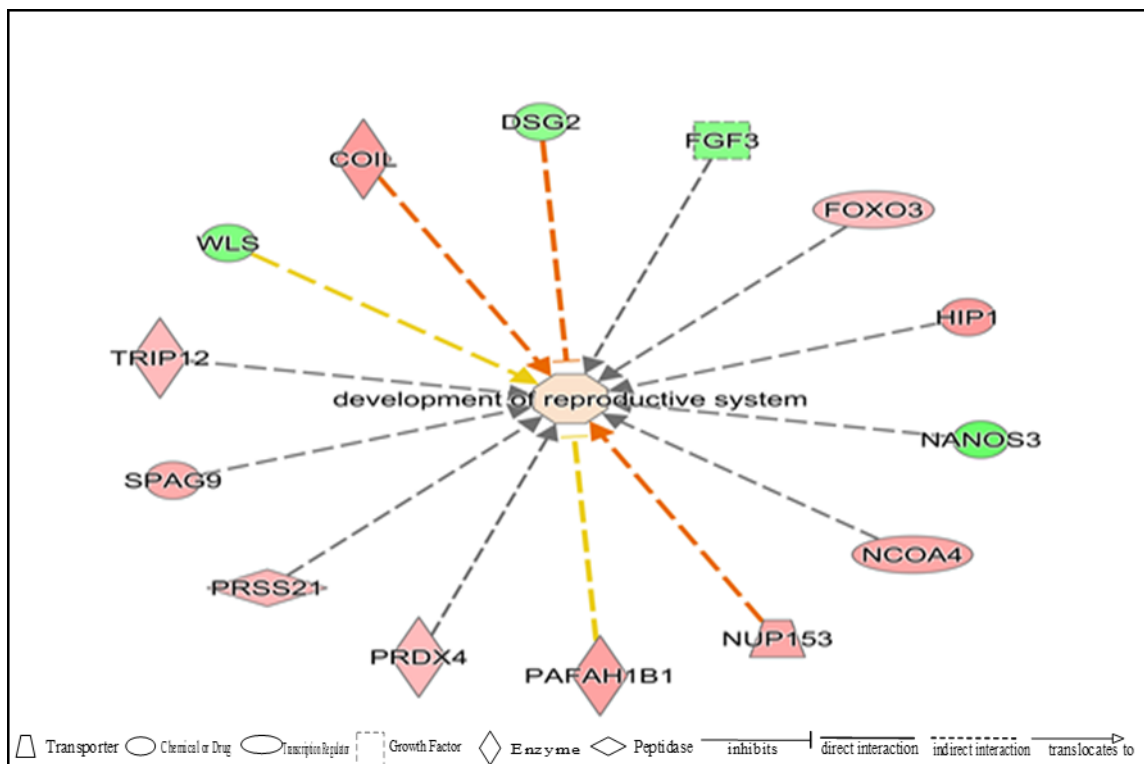 DSG2
FGF3
COIL
FOXO3
WLS
HIP1
TRIP12
development of reproductive system
NANOS3
SPAG9
NCOA4
PRSS21
NUP153
PRDX4
PAFAH1B1
Transporter Chemical or Drug Transcription Regulator Growth Factor Enzyme Peptidase inhibits direct interaction indirect interaction translocates to